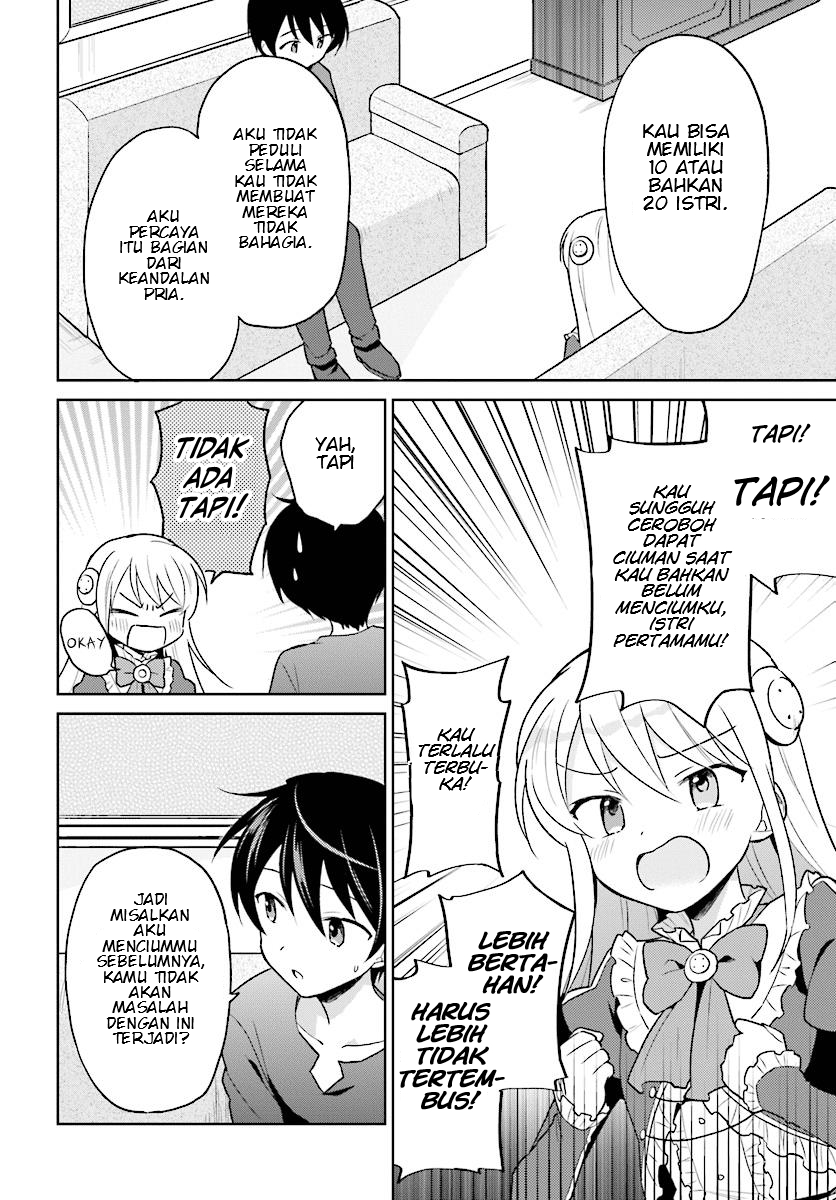 KAU BISA
MEMILIKI
10 ATAU
BAHKAN
20 ISTRI.
AKU TIDAK
PEDULI
SELAMA
KAU TIDAK
MEMBUAT
MEREKA
TIDAK
BAHAGIA.
AKU
PERCAYA
ITU BAGIAN
DARI
KEANDALAN
PRIA.
TAPI!
TAPI!
KAU
SUNGGUH
CEROBOH
DAPAT
CIUMAN SAAT
KAU BAHKAN
BELUM
MENCIUMKU,
ISTRI
PERTAMAMU!
KAU
TERLALU
TERBU-
KA!
LEBIH
BERTA-
HAN!
HARUS
LEBIH
TIDAK
TERTEM-
BUS!
YAH,
TAPI
TIDAK
ADA
TAPI!
OKAY
JADI
MISALKAN
AKU
MENCIUMMU
SEBELUMNYA,
KAMU TIDAK
AKAN
MASALAH
DENGAN INI
TERJADI?